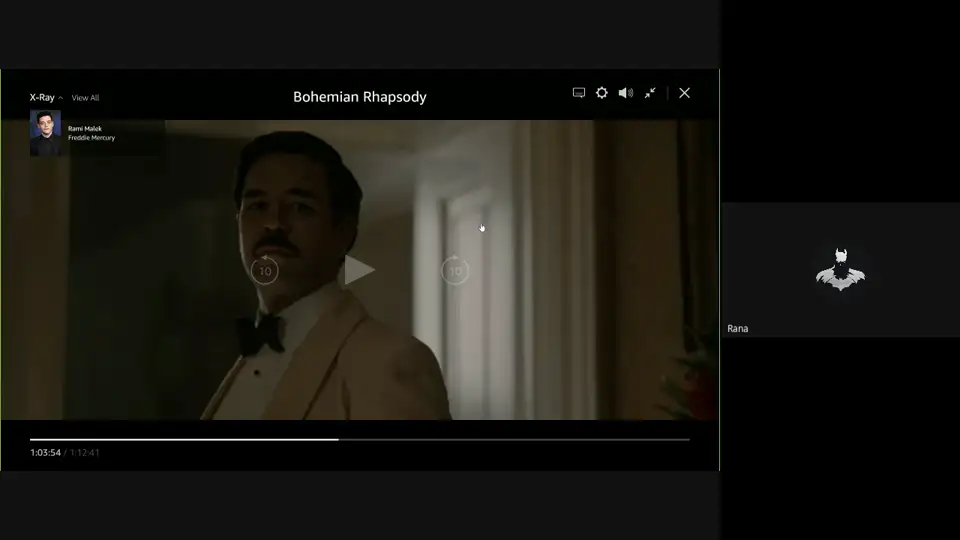 X-Ray View All
Bohemian Rhapsody
Rami Malek
Freddie Mercury
10
10
1:03:54 / 1:12:41
Rana